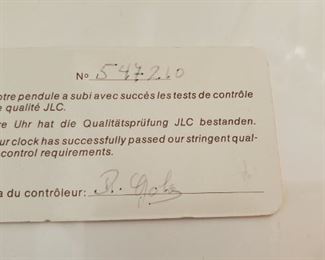 No 547210
otre pendule a subi avec succès les tests de contrôle
e qualité JLC.
re Uhr hat die Qualitätsprüfung JLC bestanden.
ur clock has successfully passed our stringent qual-
control requirements.
a du contrôleur: